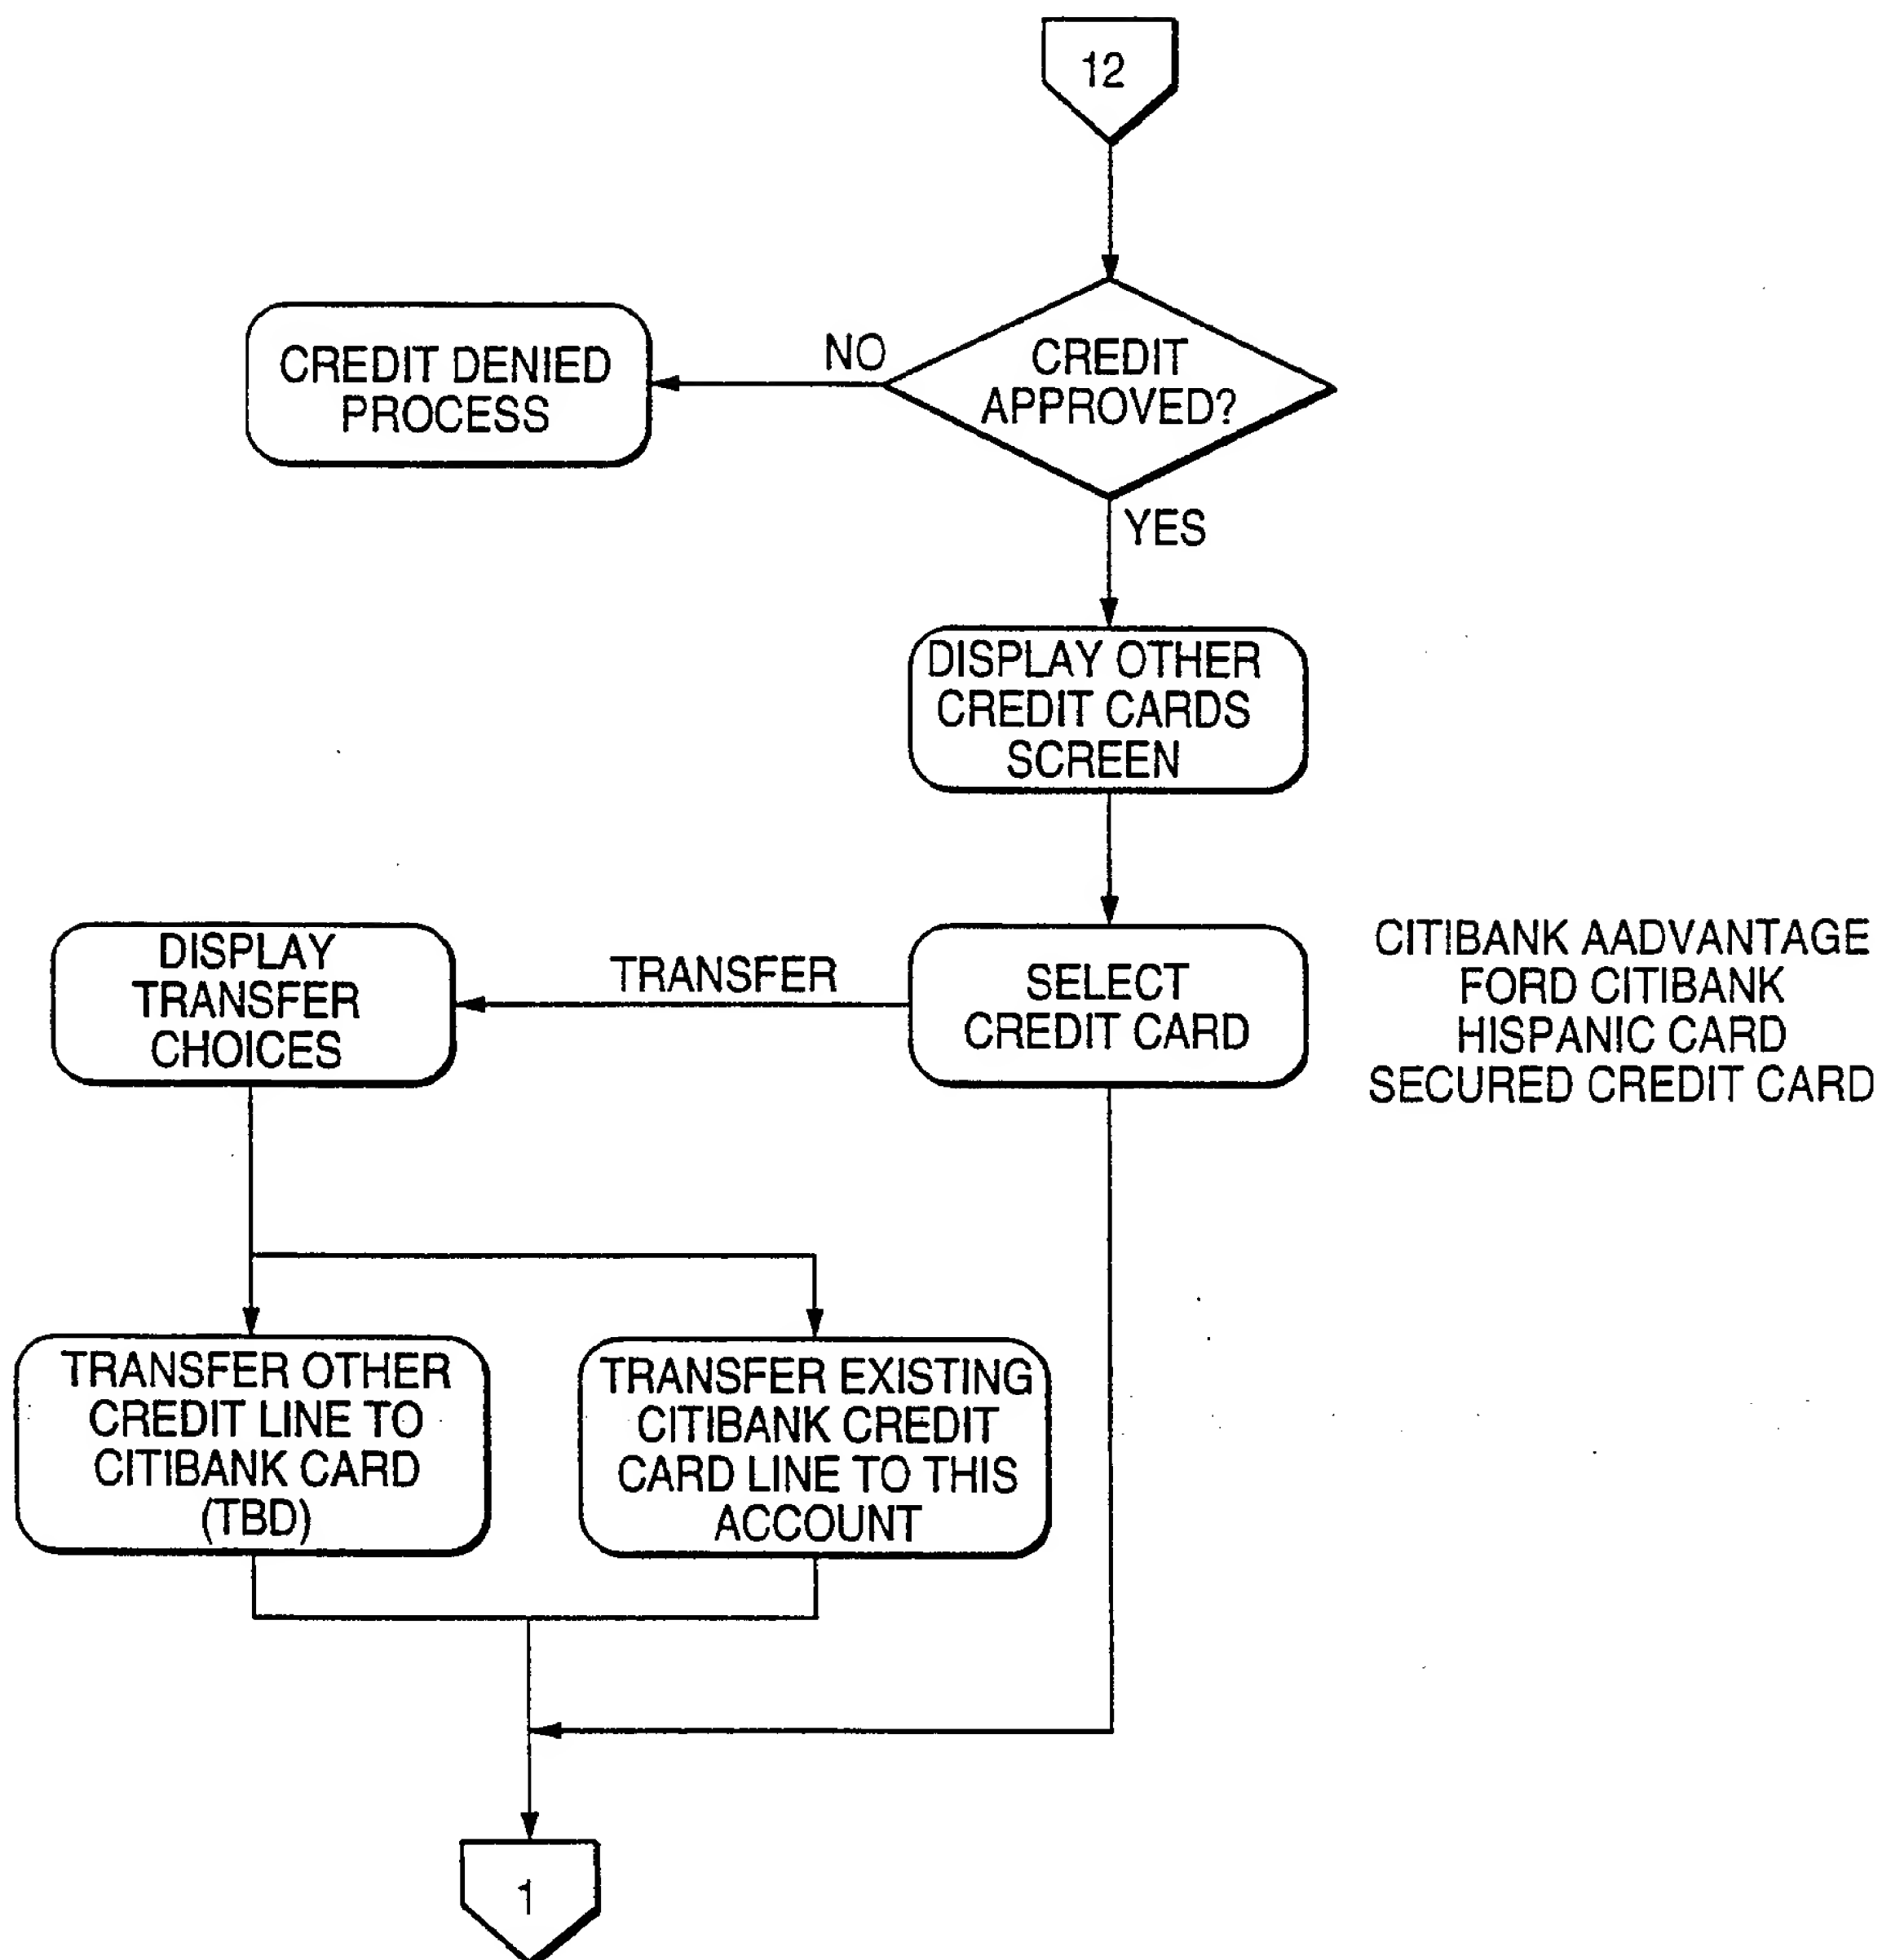 12
CREDIT
APPROVED?
NO
CREDIT DENIED
PROCESS
YES
DISPLAY OTHER
CREDIT CARDS
SCREEN
SELECT
CREDIT CARD
CITIBANK AADVANTAGE
FORD CITIBANK
HISPANIC CARD
SECURED CREDIT CARD
TRANSFER
DISPLAY
TRANSFER
CHOICES
TRANSFER OTHER
CREDIT LINE TO
CITIBANK CARD
(TBD)
TRANSFER EXISTING
CITIBANK CREDIT
CARD LINE TO THIS
ACCOUNT
1